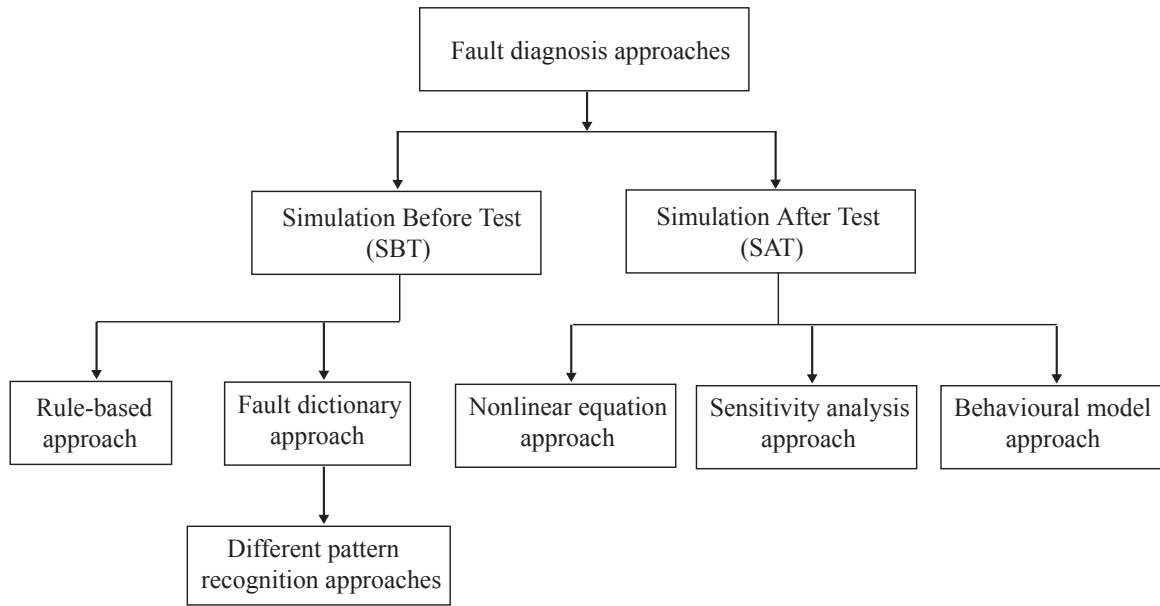 Fault diagnosis approaches
Simulation Before Test
(SBT)
Simulation After Test
(SAT)
Rule-based
approach
Fault dictionary
approach
Nonlinear equation
approach
Sensitivity analysis
approach
Behavioural model
approach
Different pattern
recognition approaches